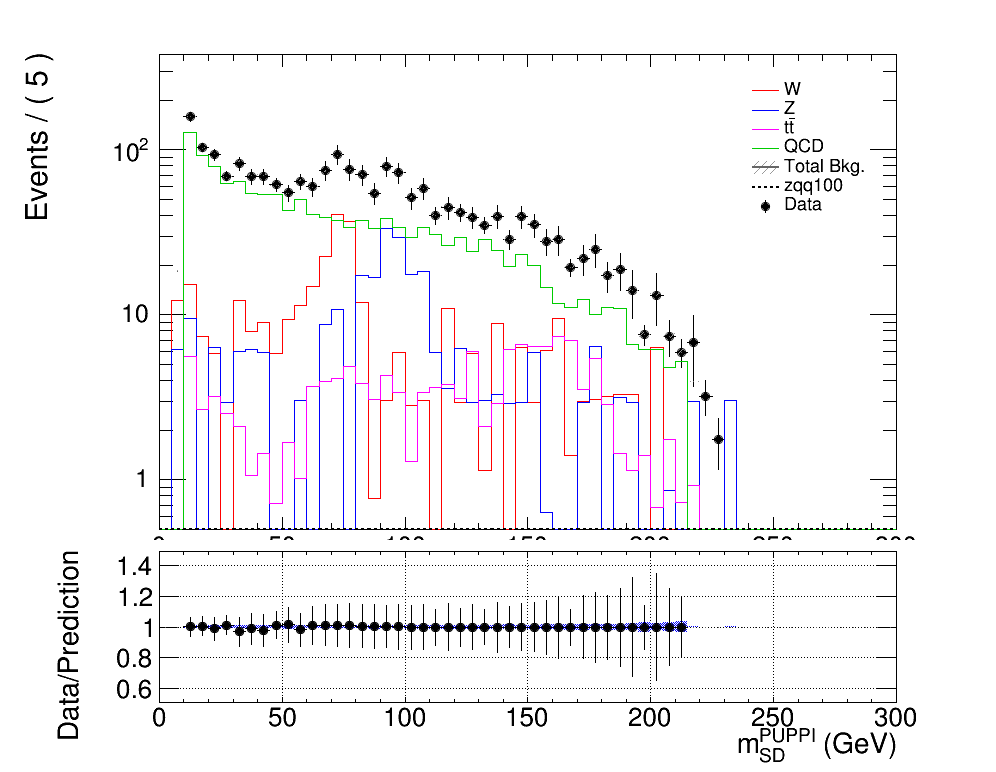 Events / ( 5 )
10²
10
1
W
Z
tt̄
QCD
Total Bkg.
zqq100
Data
Data/Prediction
1.4
1.2
1
0.8
0.6
0 50 100 150 200 250 300
m_SD^PUPPI (GeV)